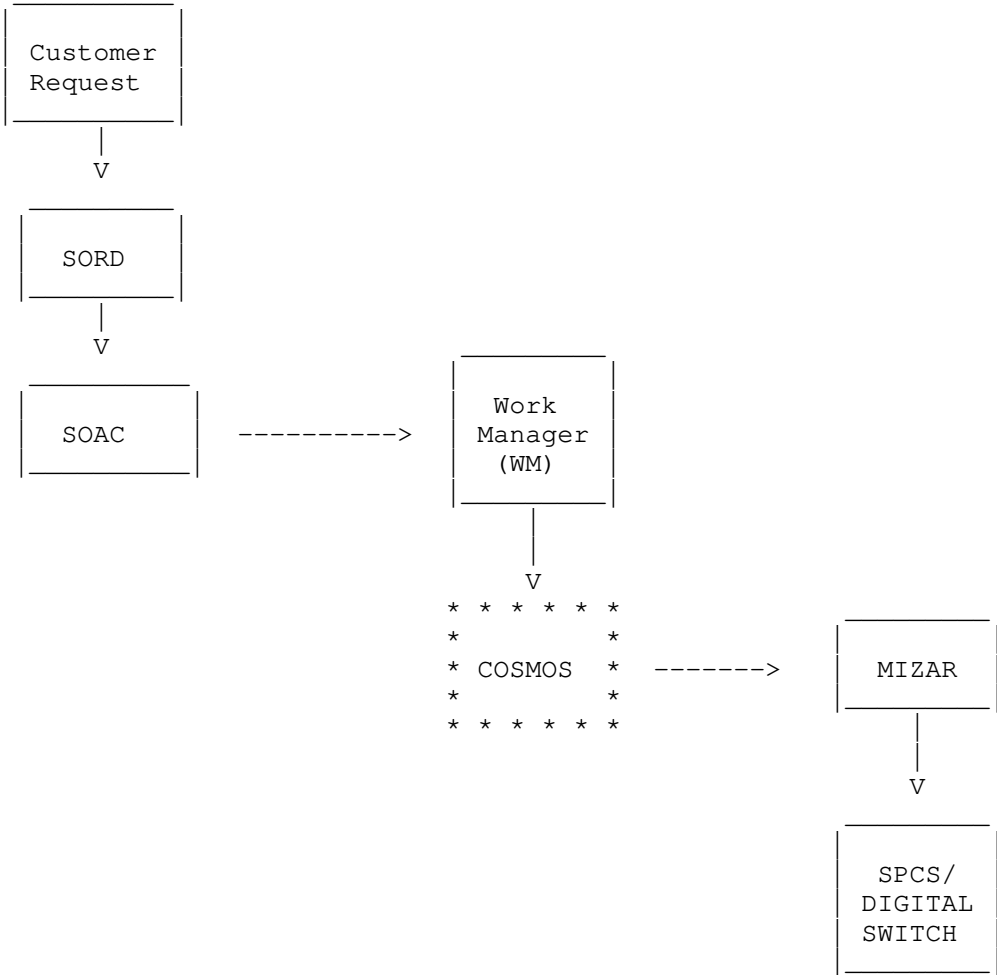 Customer
Request
V
SORD
V
SOAC
---------->
Work
Manager
(WM)
V
* * * * * *
* *
* COSMOS *
* *
* * * * * *
------->
MIZAR
V
SPCS/
DIGITAL
SWITCH